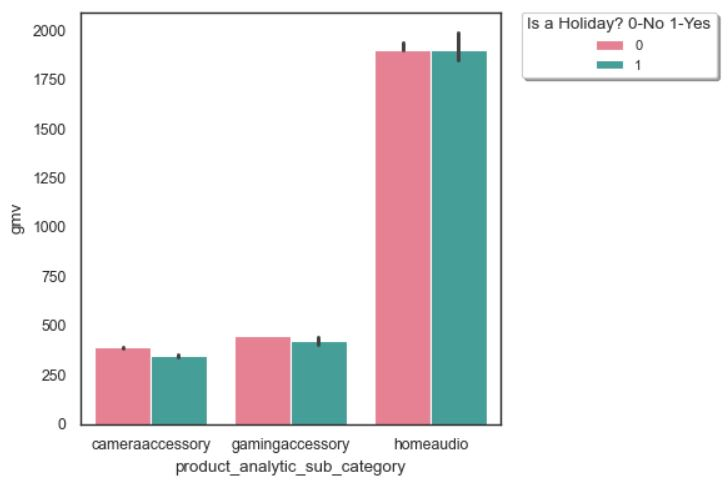 Is a Holiday? 0-No 1-Yes
0
1
2000
1750
1500
1250
1000
750
500
250
0
gmv
cameraaccessory gamingaccessory homeaudio
product_analytic_sub_category